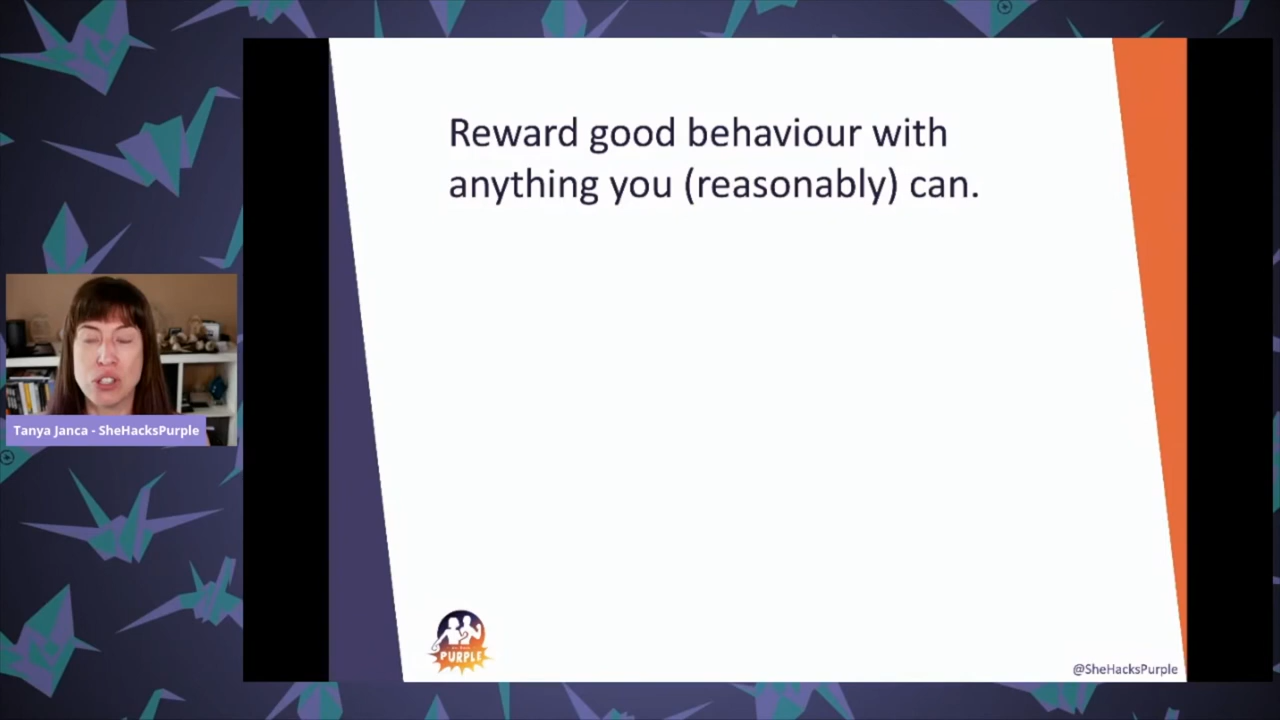 Reward good behaviour with
anything you (reasonably) can.
Tanya Janca - SheHacksPurple
PURPLE
@SheHacksPurple